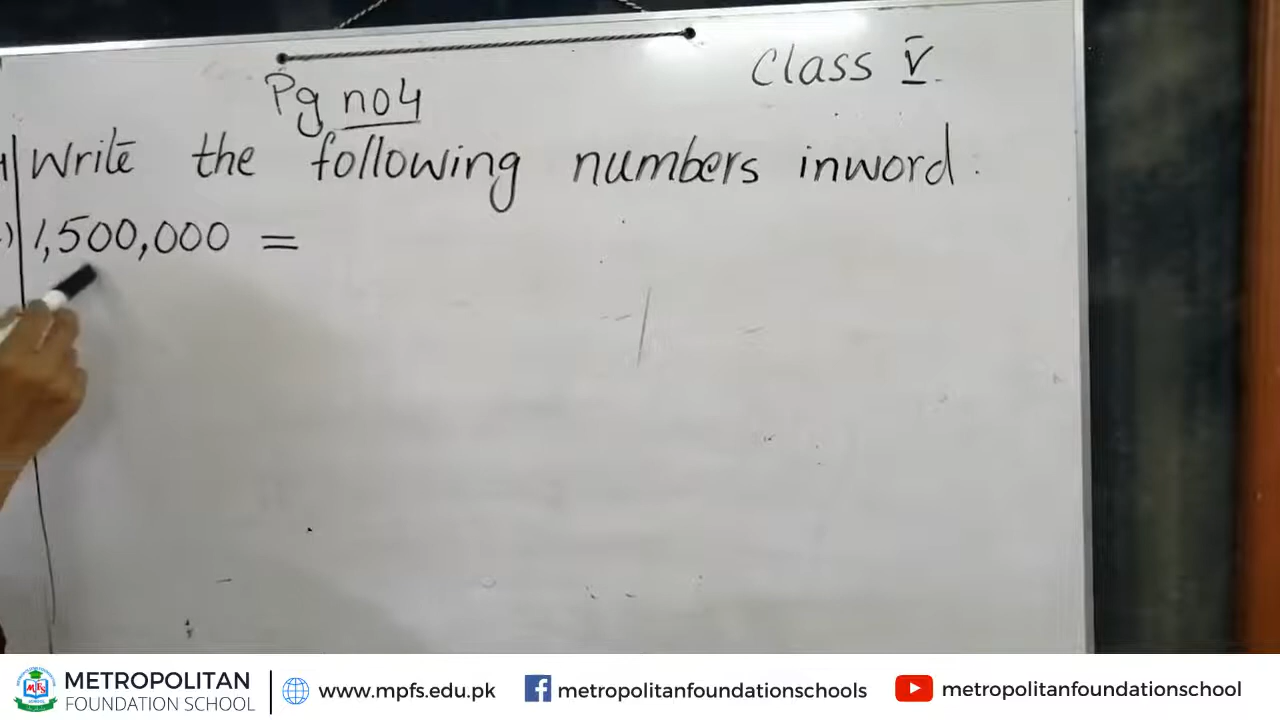 Pg no4
Class V.
Write the following numbers inword.
1,500,000 =
METROPOLITAN
FOUNDATION SCHOOL
www.mpfs.edu.pk
metropolitanfoundationschools
metropolitanfoundationschool